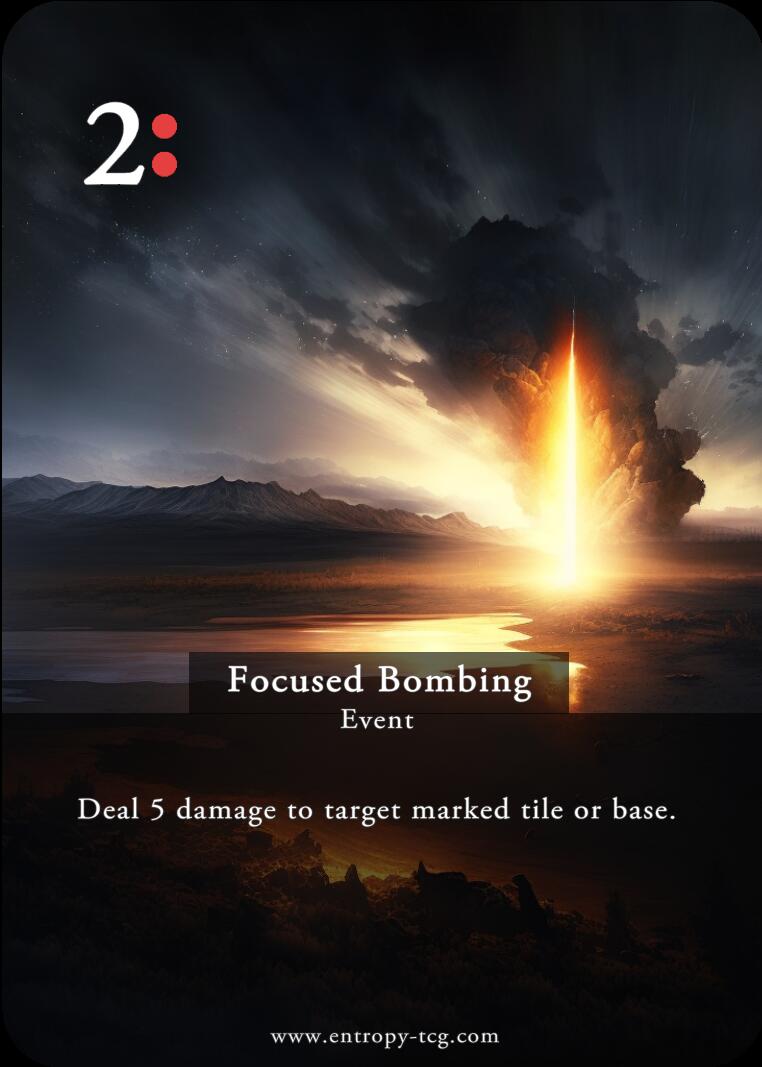 2
Focused Bombing
Event
Deal 5 damage to target marked tile or base.
www.entropy-tcg.com